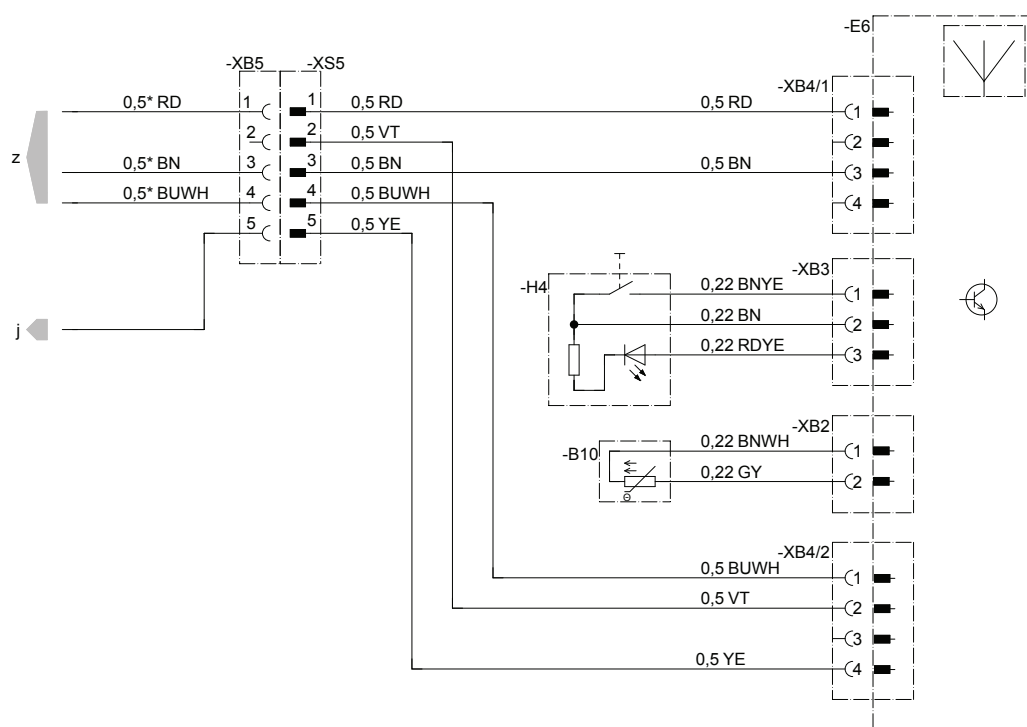 -E6
-XB5 -XS5
-XB4/1
0,5* RD 1 1 0,5 RD 0,5 RD 1
2 2 0,5 VT 2
z 0,5* BN 3 3 0,5 BN 0,5 BN 3
0,5* BUWH 4 4 0,5 BUWH 4
5 5 0,5 YE
-XB3
-H4 0,22 BNYE 1
j 0,22 BN 2
0,22 RDYE 3
-XB2
-B10 0,22 BNWH 1
0,22 GY 2
-XB4/2
0,5 BUWH 1
0,5 VT 2
3
0,5 YE 4